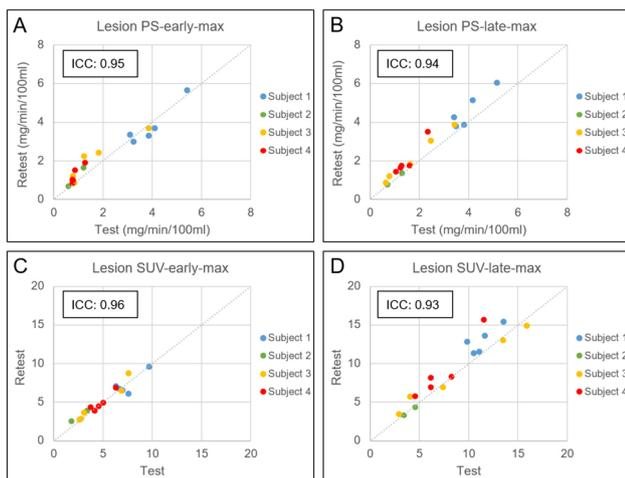 A
Lesion PS-early-max
ICC: 0.95
Retest (mg/min/100ml)
8
6
4
2
0
0 2 4 6 8
Test (mg/min/100ml)
Subject 1
Subject 2
Subject 3
Subject 4
B
Lesion PS-late-max
ICC: 0.94
Retest (mg/min/100ml)
8
6
4
2
0
0 2 4 6 8
Test (mg/min/100ml)
Subject 1
Subject 2
Subject 3
Subject 4
C
Lesion SUV-early-max
ICC: 0.96
Retest
20
15
10
5
0
0 5 10 15 20
Test
Subject 1
Subject 2
Subject 3
Subject 4
D
Lesion SUV-late-max
ICC: 0.93
Retest
20
15
10
5
0
0 5 10 15 20
Test
Subject 1
Subject 2
Subject 3
Subject 4